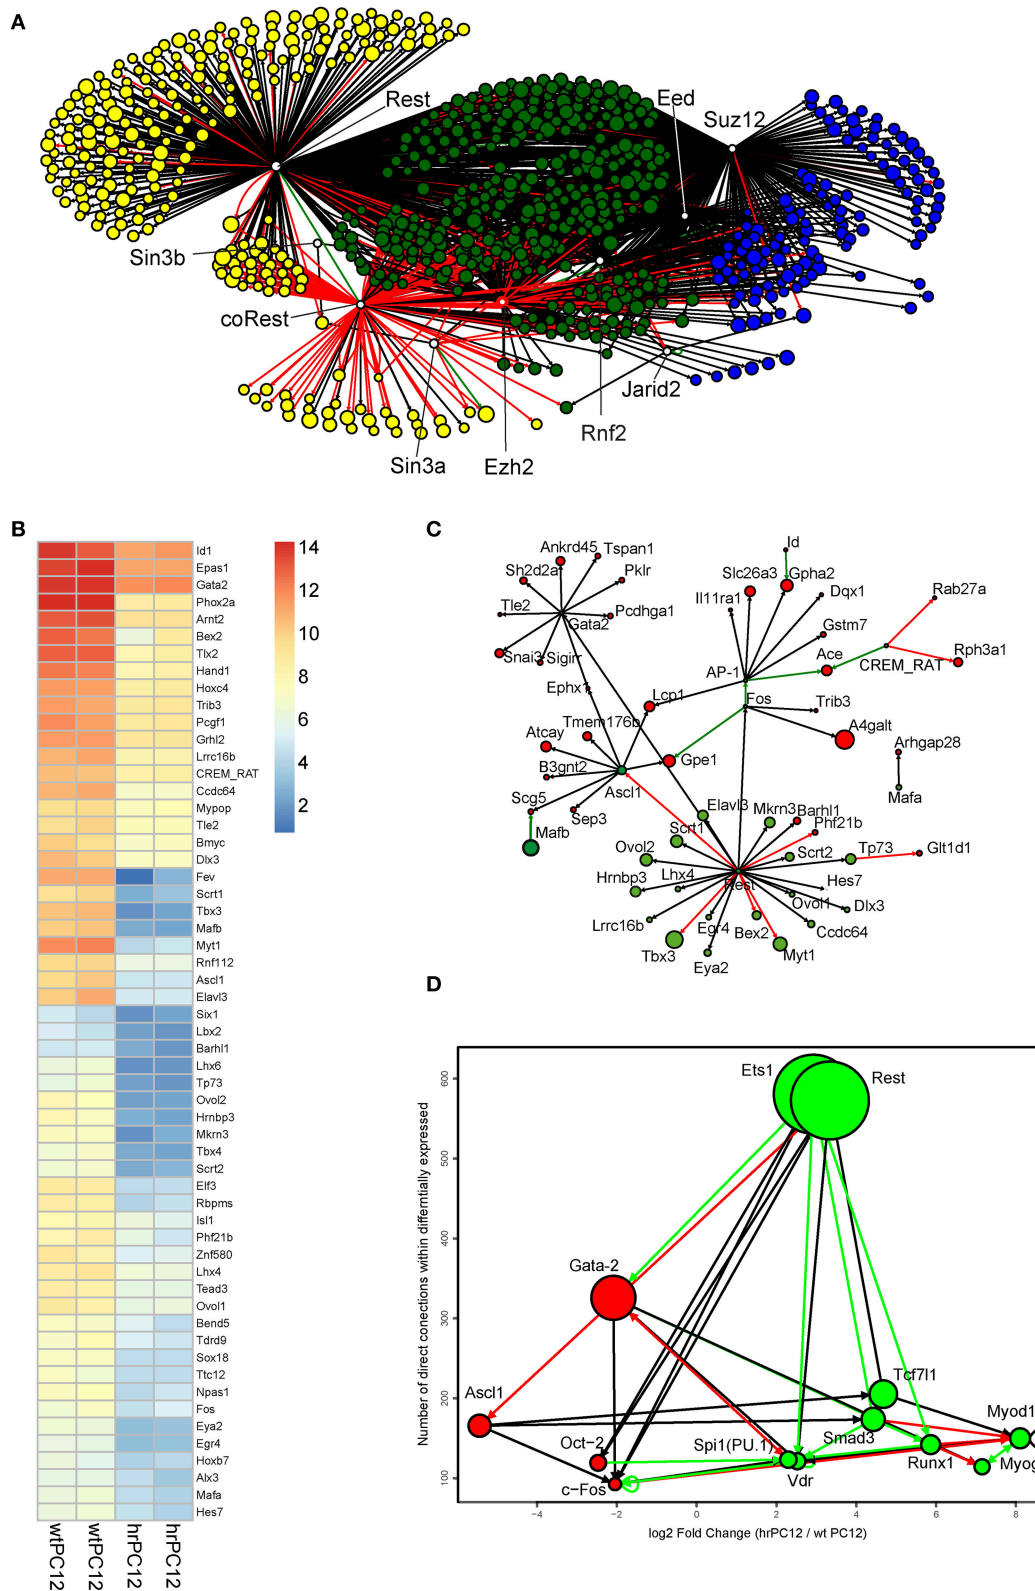 A
Rest
Eed
Suz12
Sin3b
coRest
Jarid2
Rnf2
Sin3a
Ezh2
B
14
12
10
8
6
4
2
Id1
Epas1
Gata2
Phox2a
Arnt2
Bex2
Tlx2
Hand1
Hoxc4
Trib3
Pcgf1
Grhl2
Lrrc16b
CREM_RAT
Ccdc64
Mypop
Tle2
Bmyc
Dlx3
Fev
Scrt1
Tbx3
Mafb
Myt1
Rnf112
Ascl1
Elavl3
Six1
Lbx2
Barhl1
Lhx6
Tp73
Ovol2
Hrnbp3
Mkrn3
Tbx4
Scrt2
Elf3
Rbpms
Isl1
Phf21b
Znf580
Lhx4
Tead3
Ovol1
Bend5
Tdrd9
Sox18
Ttc12
Npas1
Fos
Eya2
Egr4
Hoxb7
Alx3
Mafa
Hes7
wtPC12
wtPC12
hrPC12
hrPC12
C
Ankrd45
Tspan1
Sh2d2a
Pklr
Tle2
Pcdhga1
Gata2
Snai3
Sigirr
Ephx1
Id
Slc26a3
Gpha2
Il11ra1
Dqx1
Rab27a
Gstm7
Ace
CREM_RAT
Rph3a1
AP-1
Lcp1
Fos
Trib3
Tmem176b
A4galt
Atcay
Gpe1
Arhgap28
B3gnt2
Ascl1
Mafa
Scg5
Sep3
Mafb
Elavl3
Mkrn3
Barhl1
Scrt1
Phf21b
Ovol2
Scrt2
Tp73
Glt1d1
Hrnbp3
Lhx4
Rest
Hes7
Ovol1
Dlx3
Lrrc16b
Egr4
Bex2
Ccdc64
Tbx3
Eya2
Myt1
D
Number of direct conections within differntially expressed
600
500
400
300
200
100
Ets1
Rest
Gata-2
Ascl1
Tcf7l1
Oct-2
Spi1(PU.1)
Smad3
Myod1
c-Fos
Vdr
Runx1
Myog
-4
-2
0
2
4
6
8
log2 Fold Change (hrPC12 / wt PC12)